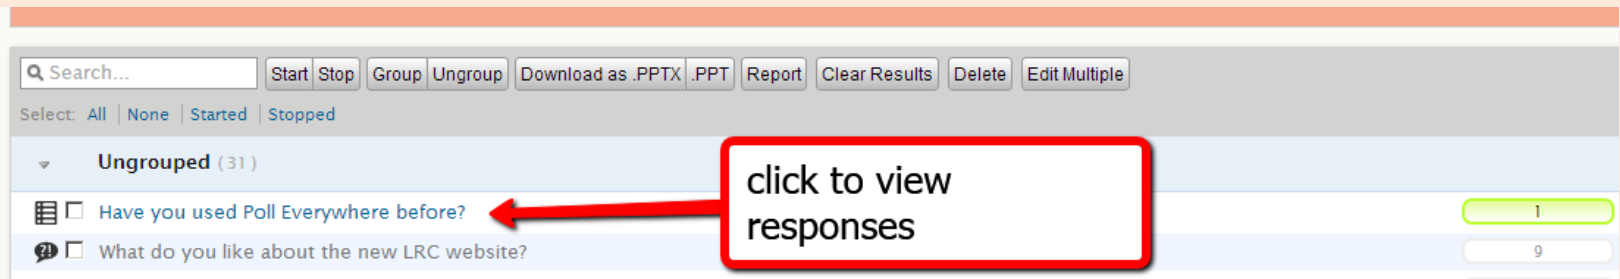 Search...
Start Stop Group Ungroup Download as .PPTX .PPT Report Clear Results Delete Edit Multiple
Select: All None Started Stopped
Ungrouped (31)
click to view
responses
Have you used Poll Everywhere before? 1
?! What do you like about the new LRC website? 9